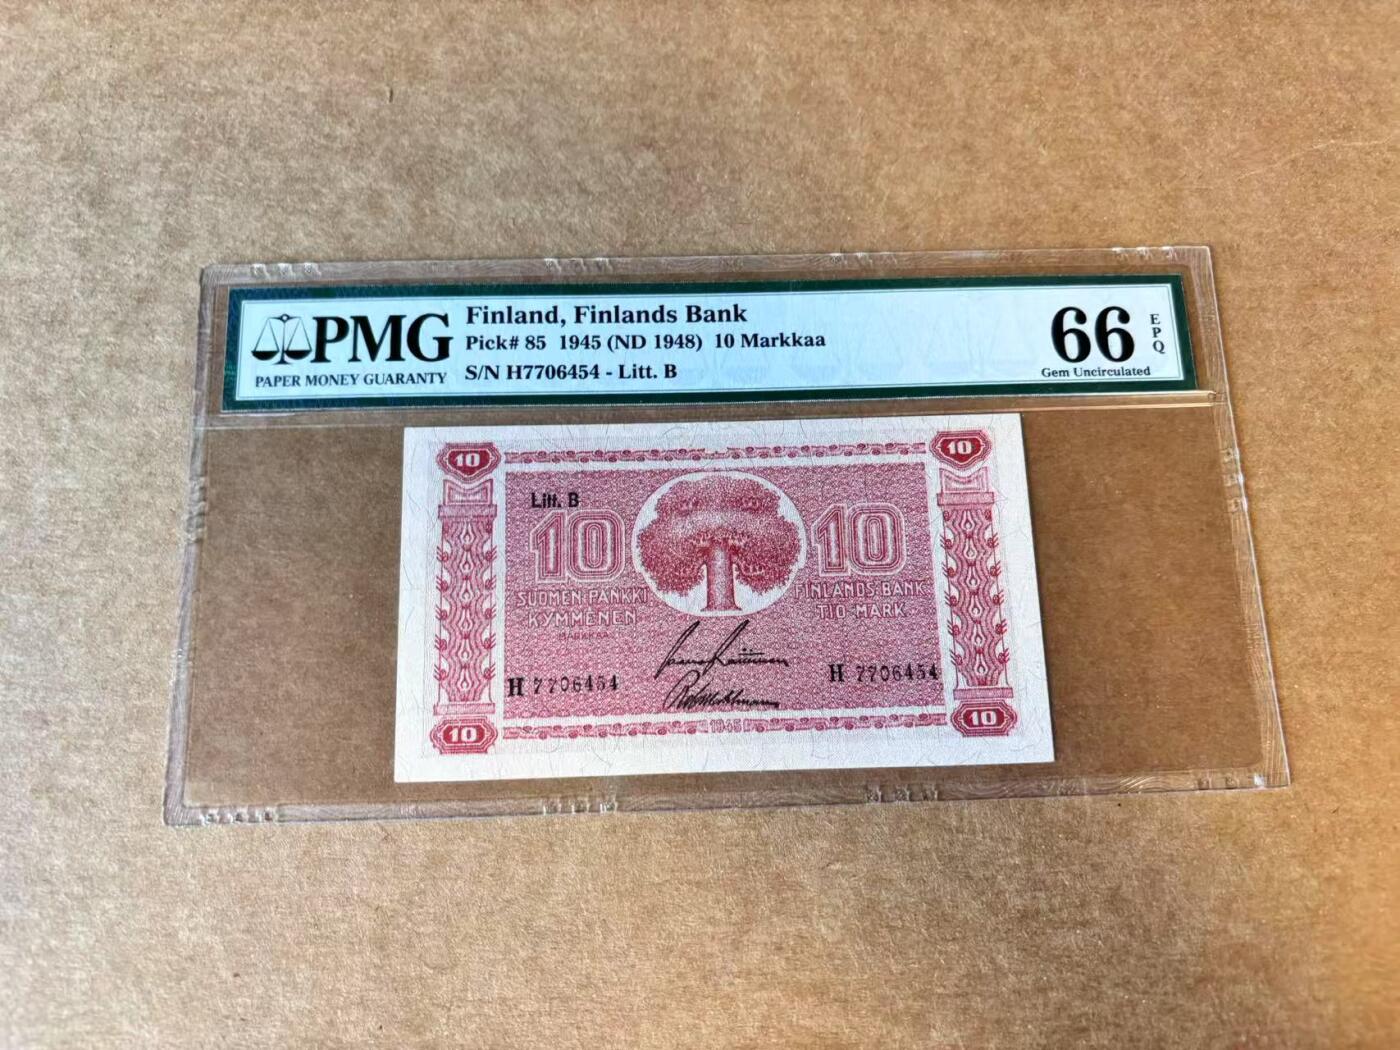 PMG
PAPER MONEY GUARANTY
Finland, Finlands Bank
Pick# 85 1945 (ND 1948) 10 Markkaa
S/N H7706454 - Litt. B
66
EPQ
Gem Uncirculated
10
10
Litt. B
10
10
SUOMEN PANKKI
KYMMENEN
MARKKAA
FINLANDS BANK
TIO MARK
H 7706454
H 7706454
10
1945
10